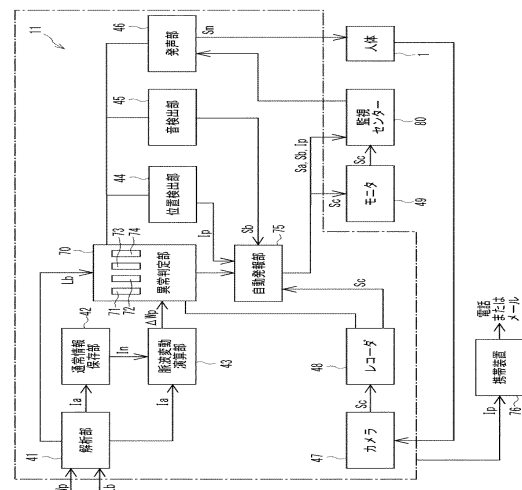 11
46
発声部
Sm
人体
1
45
音検出部
監視
センター
80
44
位置検出部
Ip
Sb
Sa,Sb,Ip
Sc
Sc
モニタ
49
70
Lb
71
72
73
74
異常判定部
75
自動発報部
Sc
42
通常情報
保存部
In
ΔWp
脈波変動
演算部
43
Ia
Ia
レコーダ
48
Sc
41
解析部
カメラ
47
Ip
電話
または
メール
携帯装置
76
Wp
Lb